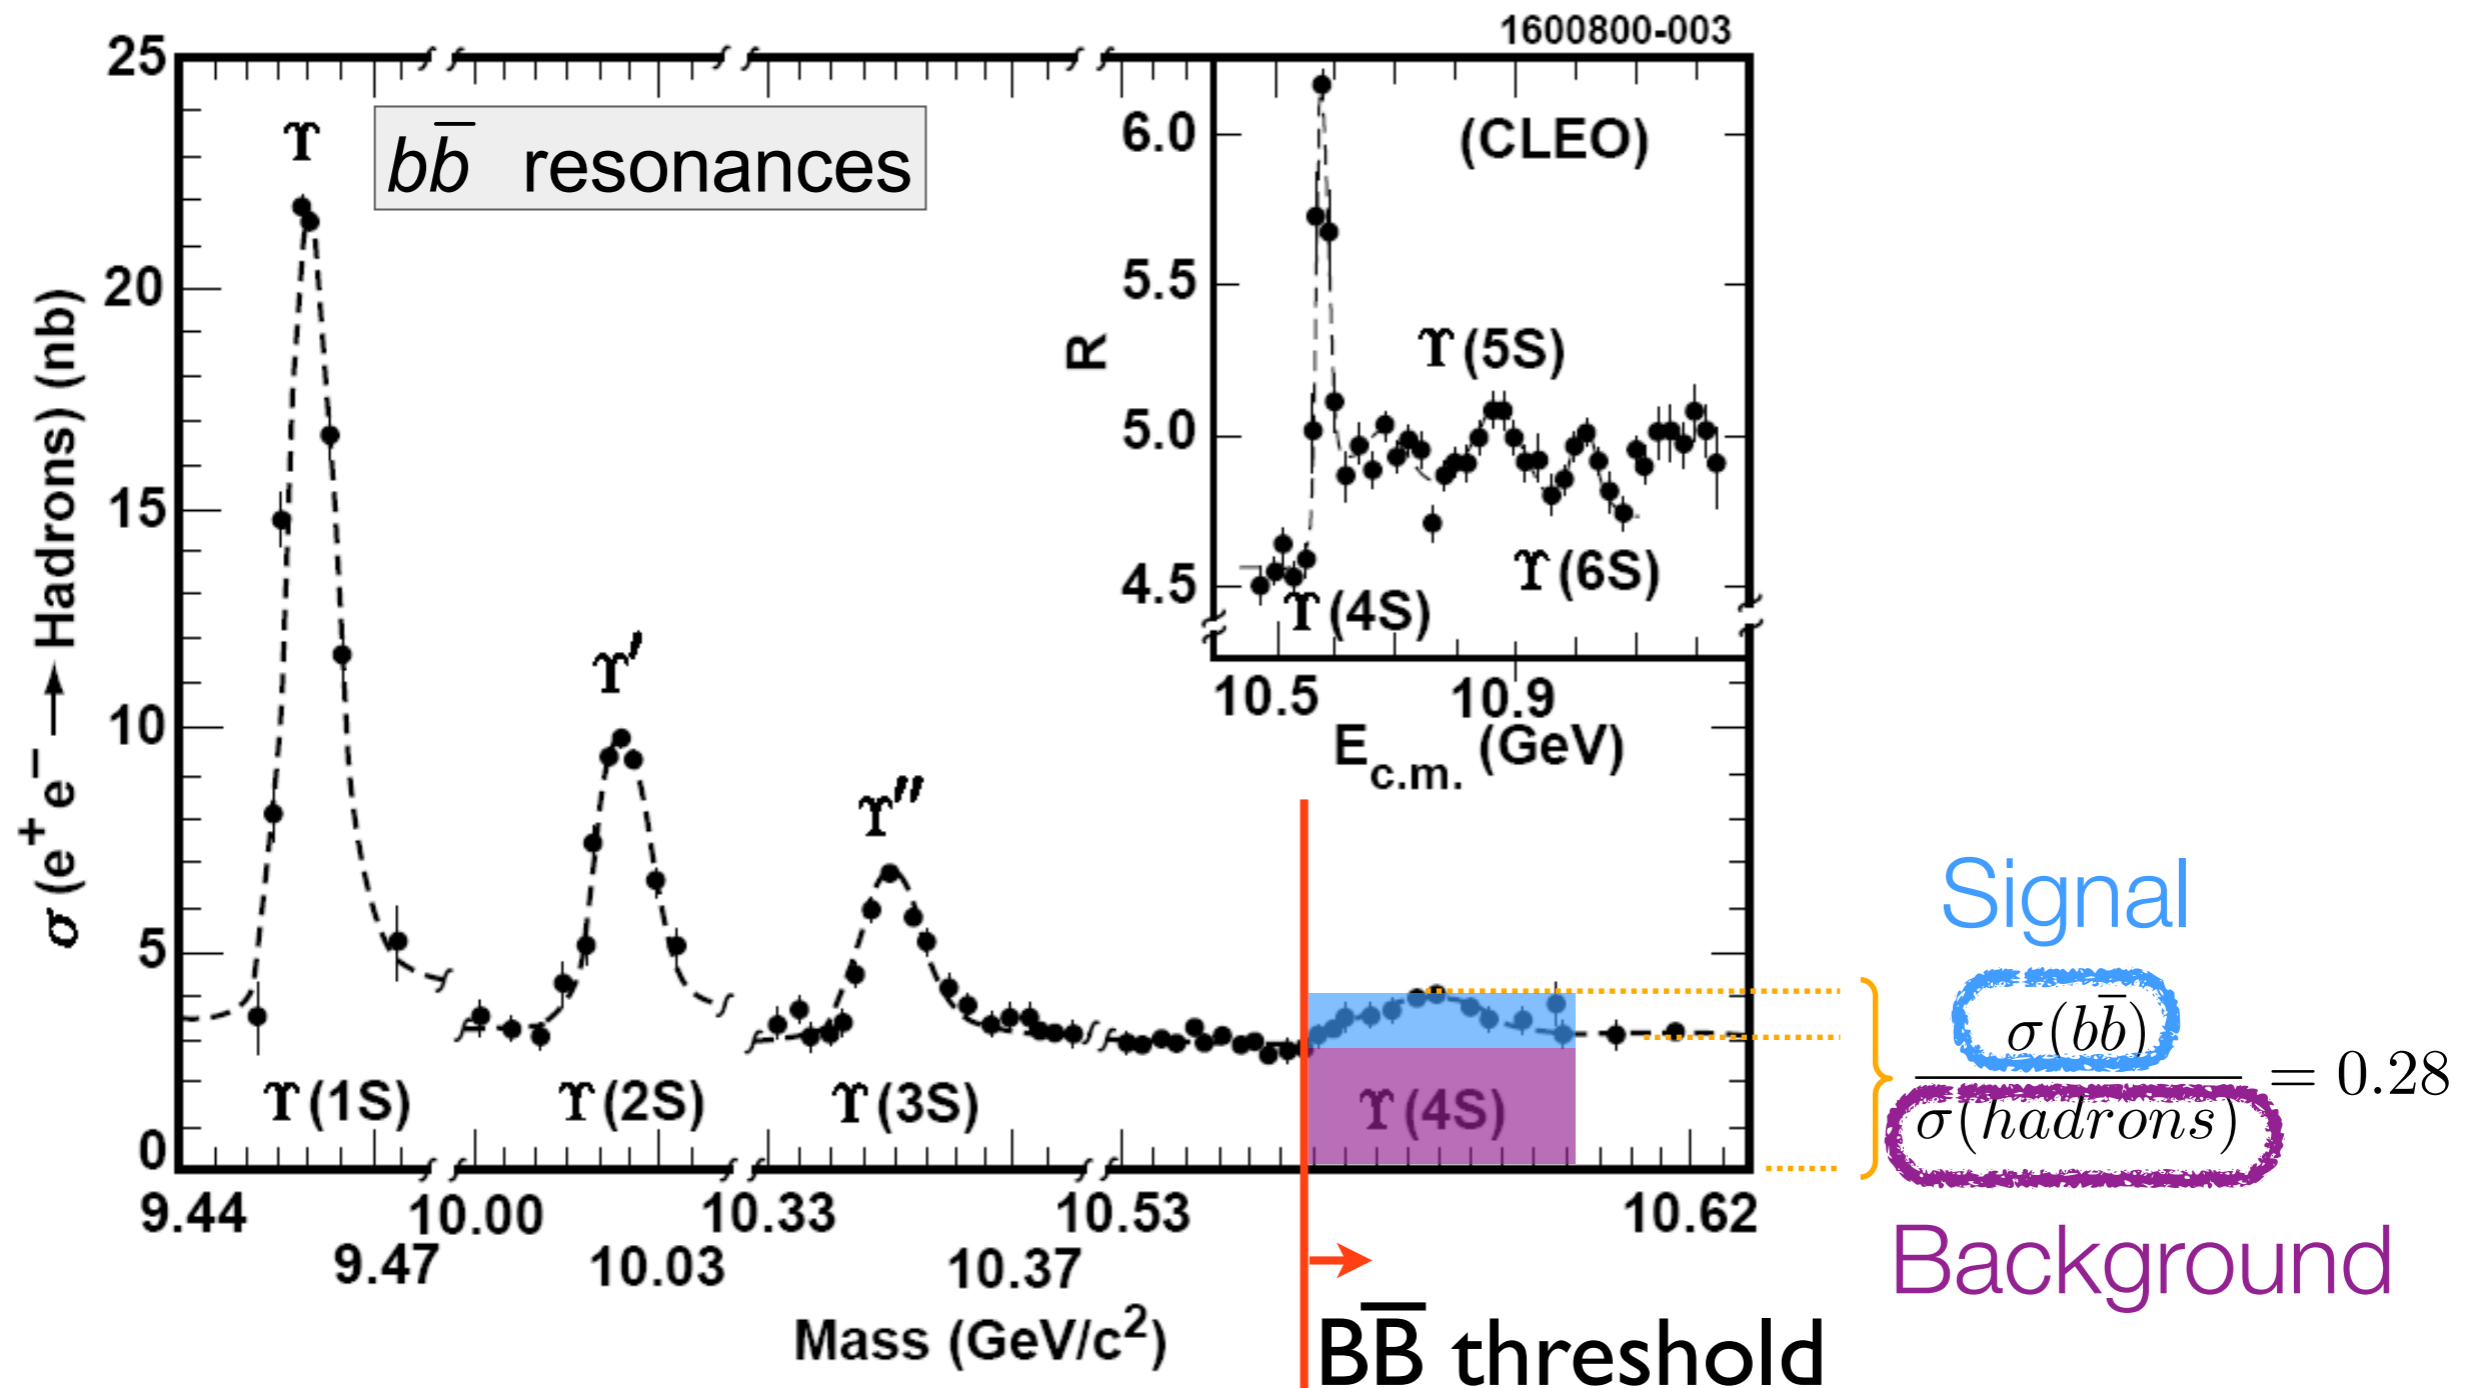 1600800-003
25
20
15
10
5
0
σ (e⁺e⁻ → Hadrons) (nb)
ϒ
bb̅ resonances
ϒ′
ϒ″
ϒ(1S)
ϒ(2S)
ϒ(3S)
ϒ(4S)
9.44
9.47
10.00
10.03
10.33
10.37
10.53
10.62
Mass (GeV/c²)
(CLEO)
6.0
5.5
5.0
4.5
R
ϒ(5S)
ϒ(6S)
ϒ(4S)
10.5
10.9
E_c.m. (GeV)
BB̅ threshold
Signal
σ(bb̅)
σ(hadrons)
= 0.28
Background